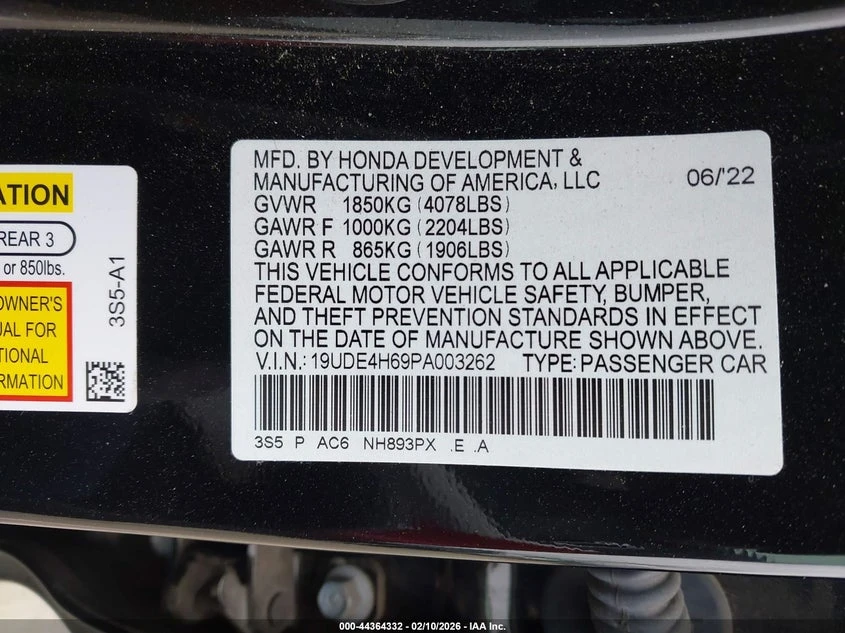 ATION
REAR 3
or 850lbs.
OWNER'S
UAL FOR
TIONAL
RMATION
3S5-A1
MFD. BY HONDA DEVELOPMENT &
MANUFACTURING OF AMERICA, LLC 06/'22
GVWR 1850KG (4078LBS)
GAWR F 1000KG (2204LBS)
GAWR R 865KG (1906LBS)
THIS VEHICLE CONFORMS TO ALL APPLICABLE
FEDERAL MOTOR VEHICLE SAFETY, BUMPER,
AND THEFT PREVENTION STANDARDS IN EFFECT
ON THE DATE OF MANUFACTURE SHOWN ABOVE.
V.I.N.: 19UDE4H69PA003262 TYPE: PASSENGER CAR
3S5 P AC6 NH893PX .E .A
000-44364332 - 02/10/2026 - IAA Inc.